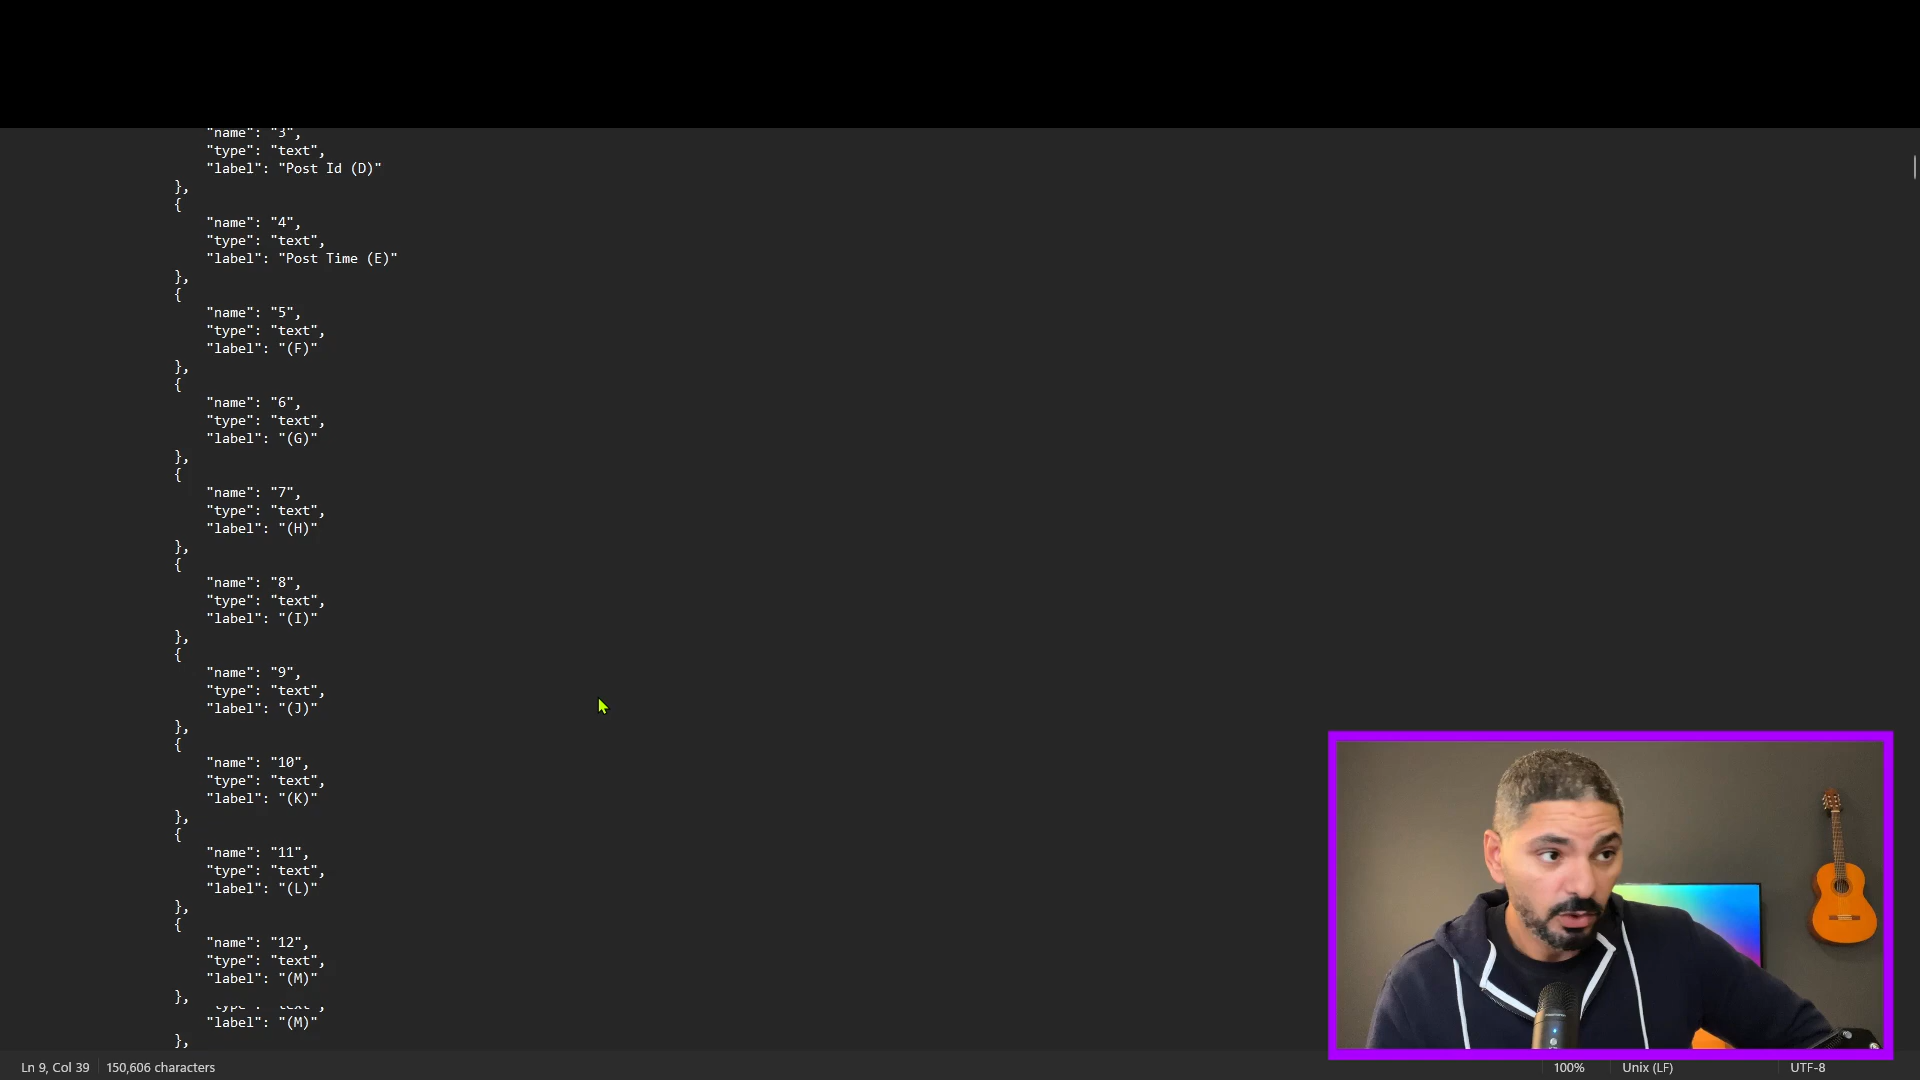 "name": "3",
"type": "text",
"label": "Post Id (D)"
},
{
"name": "4",
"type": "text",
"label": "Post Time (E)"
},
{
"name": "5",
"type": "text",
"label": "(F)"
},
{
"name": "6",
"type": "text",
"label": "(G)"
},
{
"name": "7",
"type": "text",
"label": "(H)"
},
{
"name": "8",
"type": "text",
"label": "(I)"
},
{
"name": "9",
"type": "text",
"label": "(J)"
},
{
"name": "10",
"type": "text",
"label": "(K)"
},
{
"name": "11",
"type": "text",
"label": "(L)"
},
{
"name": "12",
"type": "text",
"label": "(M)"
},
"type": "text",
"label": "(M)"
},
Ln 9, Col 39 150,606 characters 100% Unix (LF) UTF-8